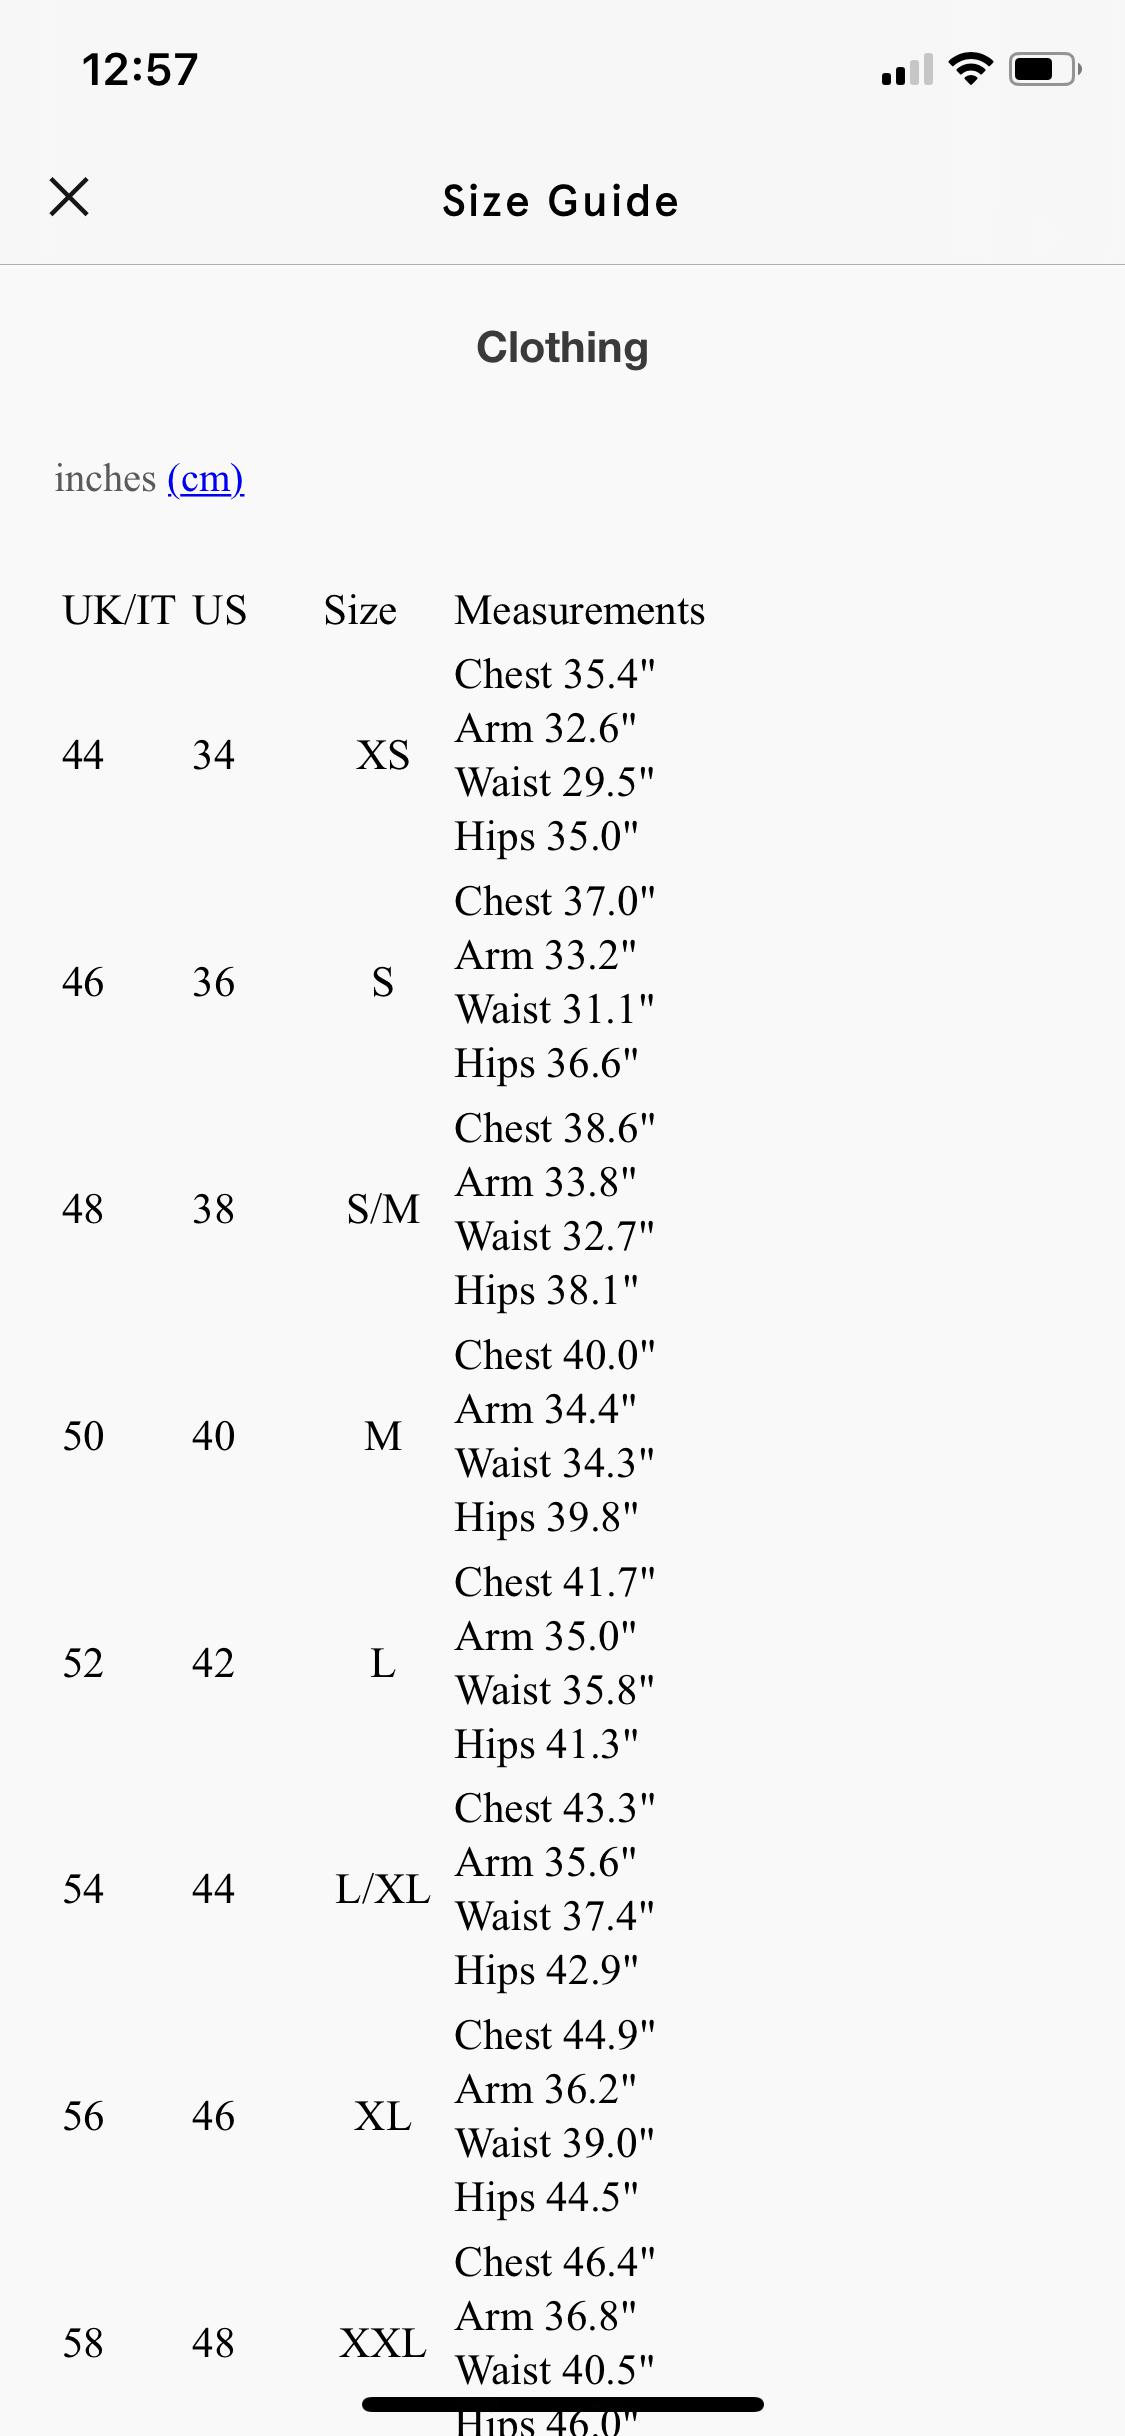 12:57
Size Guide
Clothing
inches (cm)
UK/IT US Size Measurements
Chest 35.4"
Arm 32.6"
44 34 XS
Waist 29.5"
Hips 35.0"
Chest 37.0"
Arm 33.2"
46 36 S
Waist 31.1"
Hips 36.6"
Chest 38.6"
Arm 33.8"
48 38 S/M
Waist 32.7"
Hips 38.1"
Chest 40.0"
Arm 34.4"
50 40 M
Waist 34.3"
Hips 39.8"
Chest 41.7"
Arm 35.0"
52 42 L
Waist 35.8"
Hips 41.3"
Chest 43.3"
Arm 35.6"
54 44 L/XL
Waist 37.4"
Hips 42.9"
Chest 44.9"
Arm 36.2"
56 46 XL
Waist 39.0"
Hips 44.5"
Chest 46.4"
Arm 36.8"
58 48 XXL
Waist 40.5"
Hips 46.0"